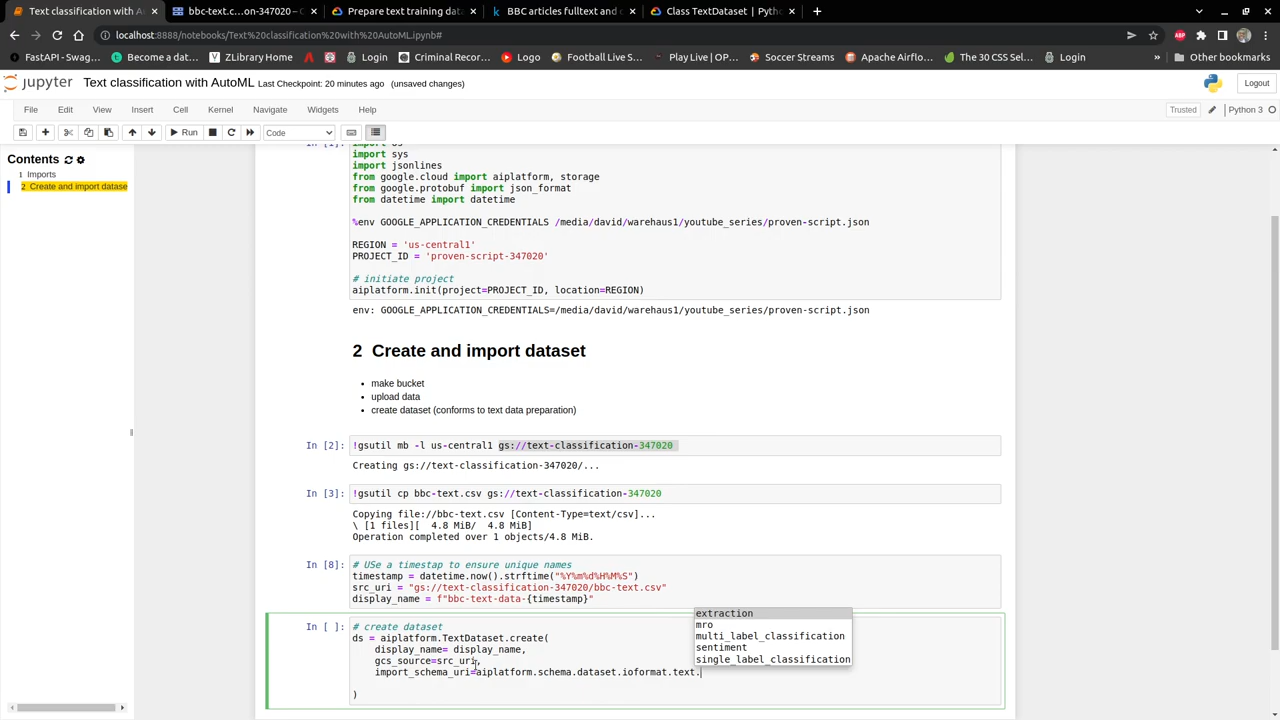 Text classification with A
bbc-text.c...on-347020 – G
Prepare text training dat
BBC articles fulltext and c
Class TextDataset | Pyth
localhost:8888/notebooks/Text%20classification%20with%20AutoML.ipynb#
FastAPI - Swag...
Become a dat...
ZLibrary Home
Login
Criminal Recor...
Logo
Football Live S...
Play Live | OP...
Soccer Streams
Apache Airflo...
The 30 CSS Sel...
Login
»
Other bookmarks
jupyter Text classification with AutoML Last Checkpoint: 20 minutes ago (unsaved changes)
Logout
File Edit View Insert Cell Kernel Navigate Widgets Help
Trusted
Python 3
Run
Code
Contents
1 Imports
2 Create and import datase
In [1]:
import os
import sys
import jsonlines
from google.cloud import aiplatform, storage
from google.protobuf import json_format
from datetime import datetime
%env GOOGLE_APPLICATION_CREDENTIALS /media/david/warehaus1/youtube_series/proven-script.json
REGION = 'us-central1'
PROJECT_ID = 'proven-script-347020'
# initiate project
aiplatform.init(project=PROJECT_ID, location=REGION)
env: GOOGLE_APPLICATION_CREDENTIALS=/media/david/warehaus1/youtube_series/proven-script.json
2 Create and import dataset
• make bucket
• upload data
• create dataset (conforms to text data preparation)
In [2]: !gsutil mb -l us-central1 gs://text-classification-347020
Creating gs://text-classification-347020/...
In [3]: !gsutil cp bbc-text.csv gs://text-classification-347020
Copying file://bbc-text.csv [Content-Type=text/csv]...
\ [1 files][  4.8 MiB/  4.8 MiB]
Operation completed over 1 objects/4.8 MiB.
In [8]: # USe a timestap to ensure unique names
timestamp = datetime.now().strftime("%Y%m%d%H%M%S")
src_uri = "gs://text-classification-347020/bbc-text.csv"
display_name = f"bbc-text-data-{timestamp}"
In [ ]: # create dataset
ds = aiplatform.TextDataset.create(
display_name= display_name,
gcs_source=src_uri,
import_schema_uri=aiplatform.schema.dataset.ioformat.text.
)
extraction
mro
multi_label_classification
sentiment
single_label_classification